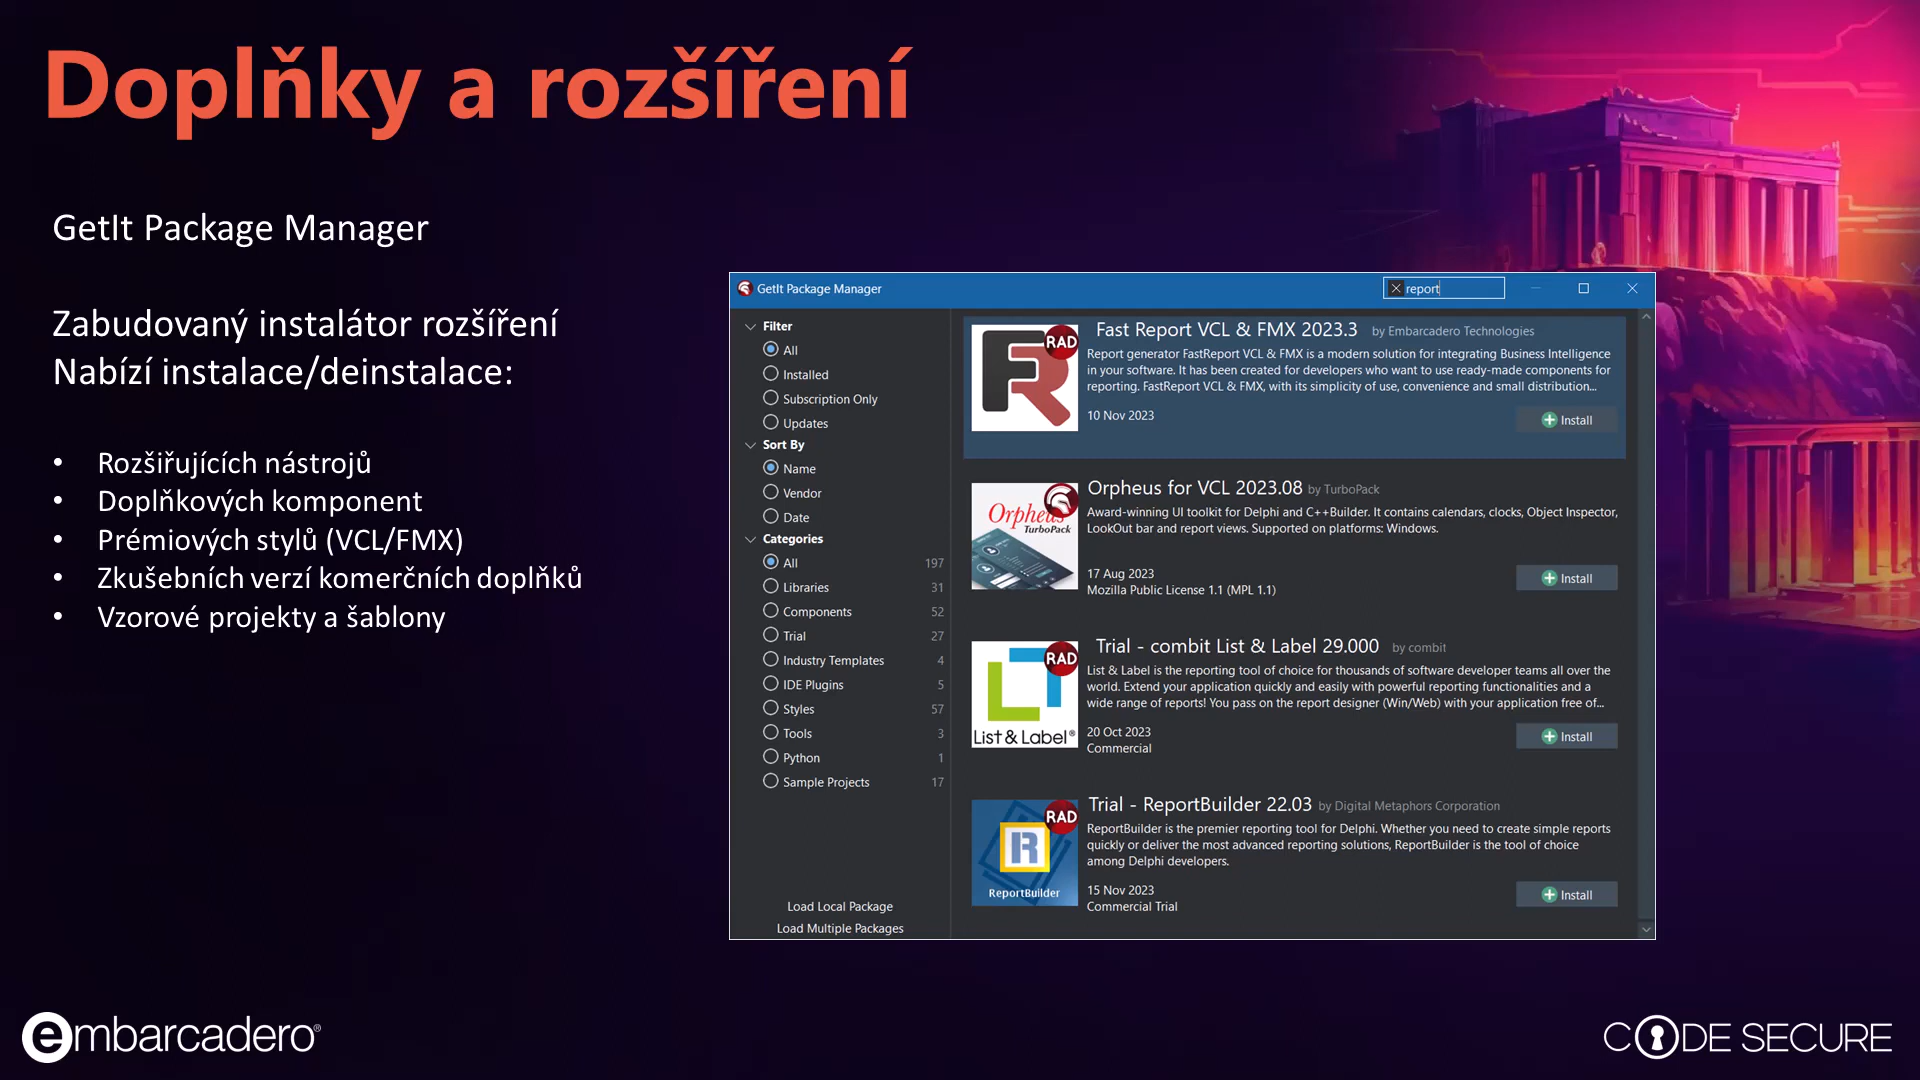 Doplňky a rozšíření
GetIt Package Manager
Zabudovaný instalátor rozšíření
Nabízí instalace/deinstalace:
• Rozšiřujících nástrojů
• Doplňkových komponent
• Prémiových stylů (VCL/FMX)
• Zkušebních verzí komerčních doplňků
• Vzorové projekty a šablony
GetIt Package Manager
report
Filter
All
Installed
Subscription Only
Updates
Sort By
Name
Vendor
Date
Categories
All 197
Libraries 31
Components 52
Trial 27
Industry Templates 4
IDE Plugins 5
Styles 57
Tools 3
Python 1
Sample Projects 17
Load Local Package
Load Multiple Packages
RAD
Fast Report VCL & FMX 2023.3 by Embarcadero Technologies
Report generator FastReport VCL & FMX is a modern solution for integrating Business Intelligence
in your software. It has been created for developers who want to use ready-made components for
reporting. FastReport VCL & FMX, with its simplicity of use, convenience and small distribution...
10 Nov 2023
Install
Orpheus
TurboPack
Orpheus for VCL 2023.08 by TurboPack
Award-winning UI toolkit for Delphi and C++Builder. It contains calendars, clocks, Object Inspector,
LookOut bar and report views. Supported on platforms: Windows.
17 Aug 2023
Mozilla Public License 1.1 (MPL 1.1)
Install
RAD
List & Label®
Trial - combit List & Label 29.000 by combit
List & Label is the reporting tool of choice for thousands of software developer teams all over the
world. Extend your application quickly and easily with powerful reporting functionalities and a
wide range of reports! You pass on the report designer (Win/Web) with your application free of...
20 Oct 2023
Commercial
Install
RAD
R
ReportBuilder
Trial - ReportBuilder 22.03 by Digital Metaphors Corporation
ReportBuilder is the premier reporting tool for Delphi. Whether you need to create simple reports
quickly or deliver the most advanced reporting solutions, ReportBuilder is the tool of choice
among Delphi developers.
15 Nov 2023
Commercial Trial
Install
embarcadero®
CODE SECURE